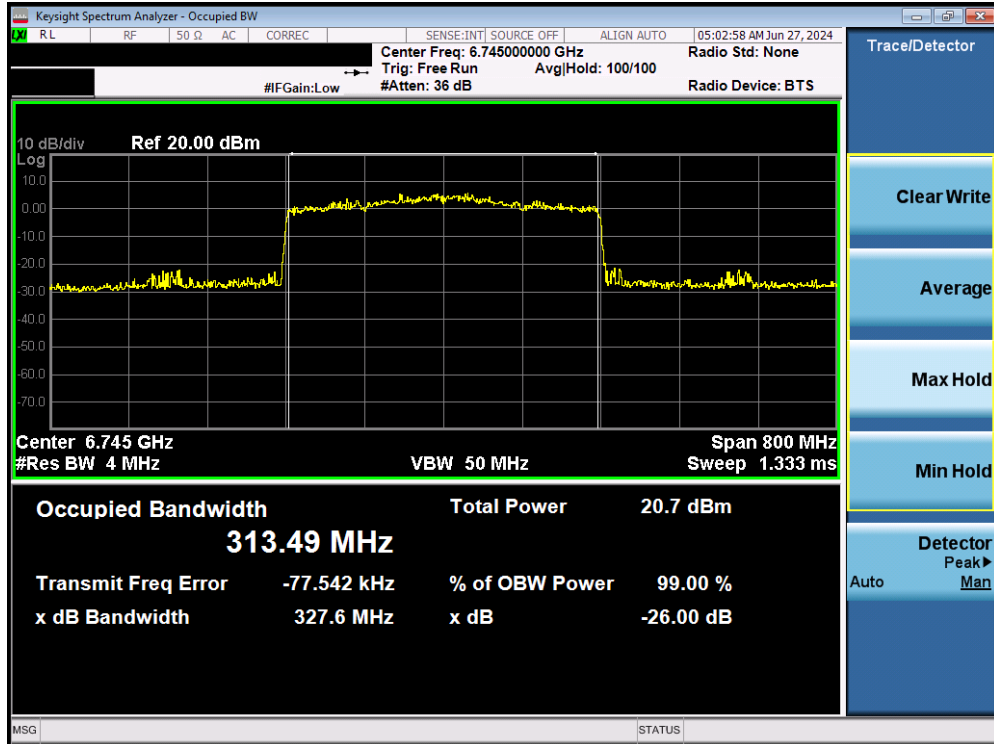 Keysight Spectrum Analyzer - Occupied BW
LXI RL RF 50 Ω AC CORREC SENSE:INT SOURCE OFF ALIGN AUTO 05:02:58 AM Jun 27, 2024
Center Freq: 6.745000000 GHz Radio Std: None
Trig: Free Run Avg|Hold: 100/100
#IFGain:Low #Atten: 36 dB Radio Device: BTS
10 dB/div Ref 20.00 dBm
Log
10.0
0.00
-10.0
-20.0
-30.0
-40.0
-50.0
-60.0
-70.0
Center 6.745 GHz Span 800 MHz
#Res BW 4 MHz VBW 50 MHz Sweep 1.333 ms
Occupied Bandwidth Total Power 20.7 dBm
313.49 MHz
Transmit Freq Error -77.542 kHz % of OBW Power 99.00 %
x dB Bandwidth 327.6 MHz x dB -26.00 dB
MSG STATUS
Trace/Detector
Clear Write
Average
Max Hold
Min Hold
Detector
Peak▶
Auto Man